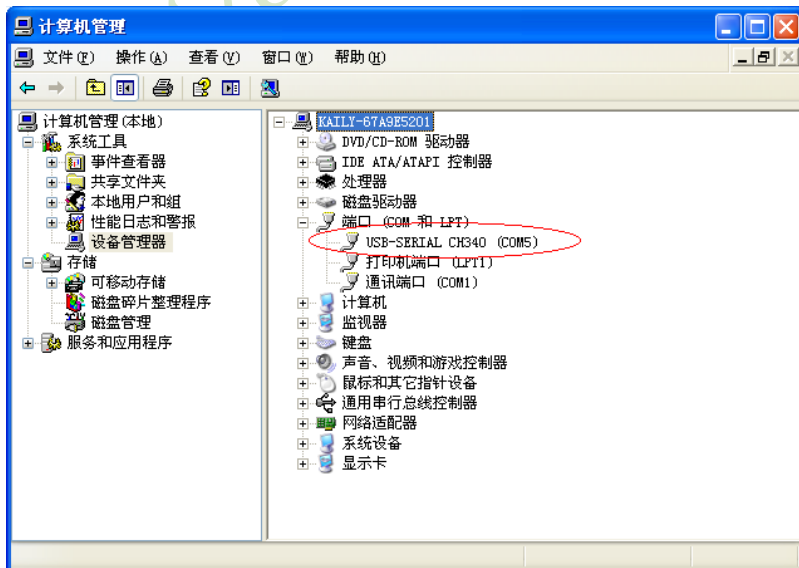 计算机管理
文件(F) 操作(A) 查看(V) 窗口(W) 帮助(H)
计算机管理(本地)
系统工具
事件查看器
共享文件夹
本地用户和组
性能日志和警报
设备管理器
存储
可移动存储
磁盘碎片整理程序
磁盘管理
服务和应用程序
KAILY-67A9E5201
DVD/CD-ROM 驱动器
IDE ATA/ATAPI 控制器
处理器
磁盘驱动器
端口 (COM 和 LPT)
USB-SERIAL CH340 (COM5)
打印机端口 (LPT1)
通讯端口 (COM1)
计算机
监视器
键盘
声音、视频和游戏控制器
鼠标和其它指针设备
通用串行总线控制器
网络适配器
系统设备
显示卡